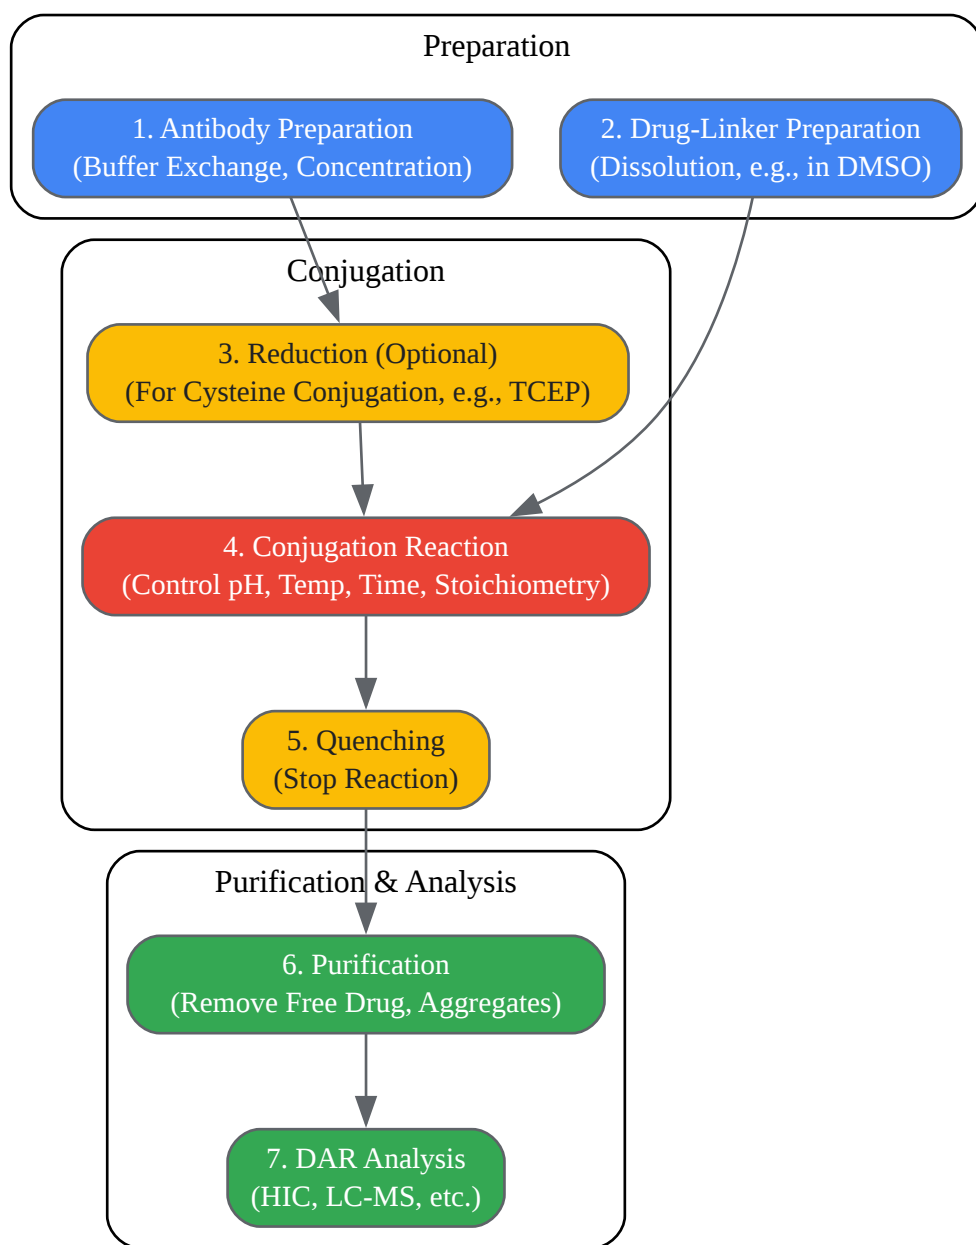 Preparation
1. Antibody Preparation
(Buffer Exchange, Concentration)
2. Drug-Linker Preparation
(Dissolution, e.g., in DMSO)
Conjugation
3. Reduction (Optional)
(For Cysteine Conjugation, e.g., TCEP)
4. Conjugation Reaction
(Control pH, Temp, Time, Stoichiometry)
5. Quenching
(Stop Reaction)
Purification & Analysis
6. Purification
(Remove Free Drug, Aggregates)
7. DAR Analysis
(HIC, LC-MS, etc.)